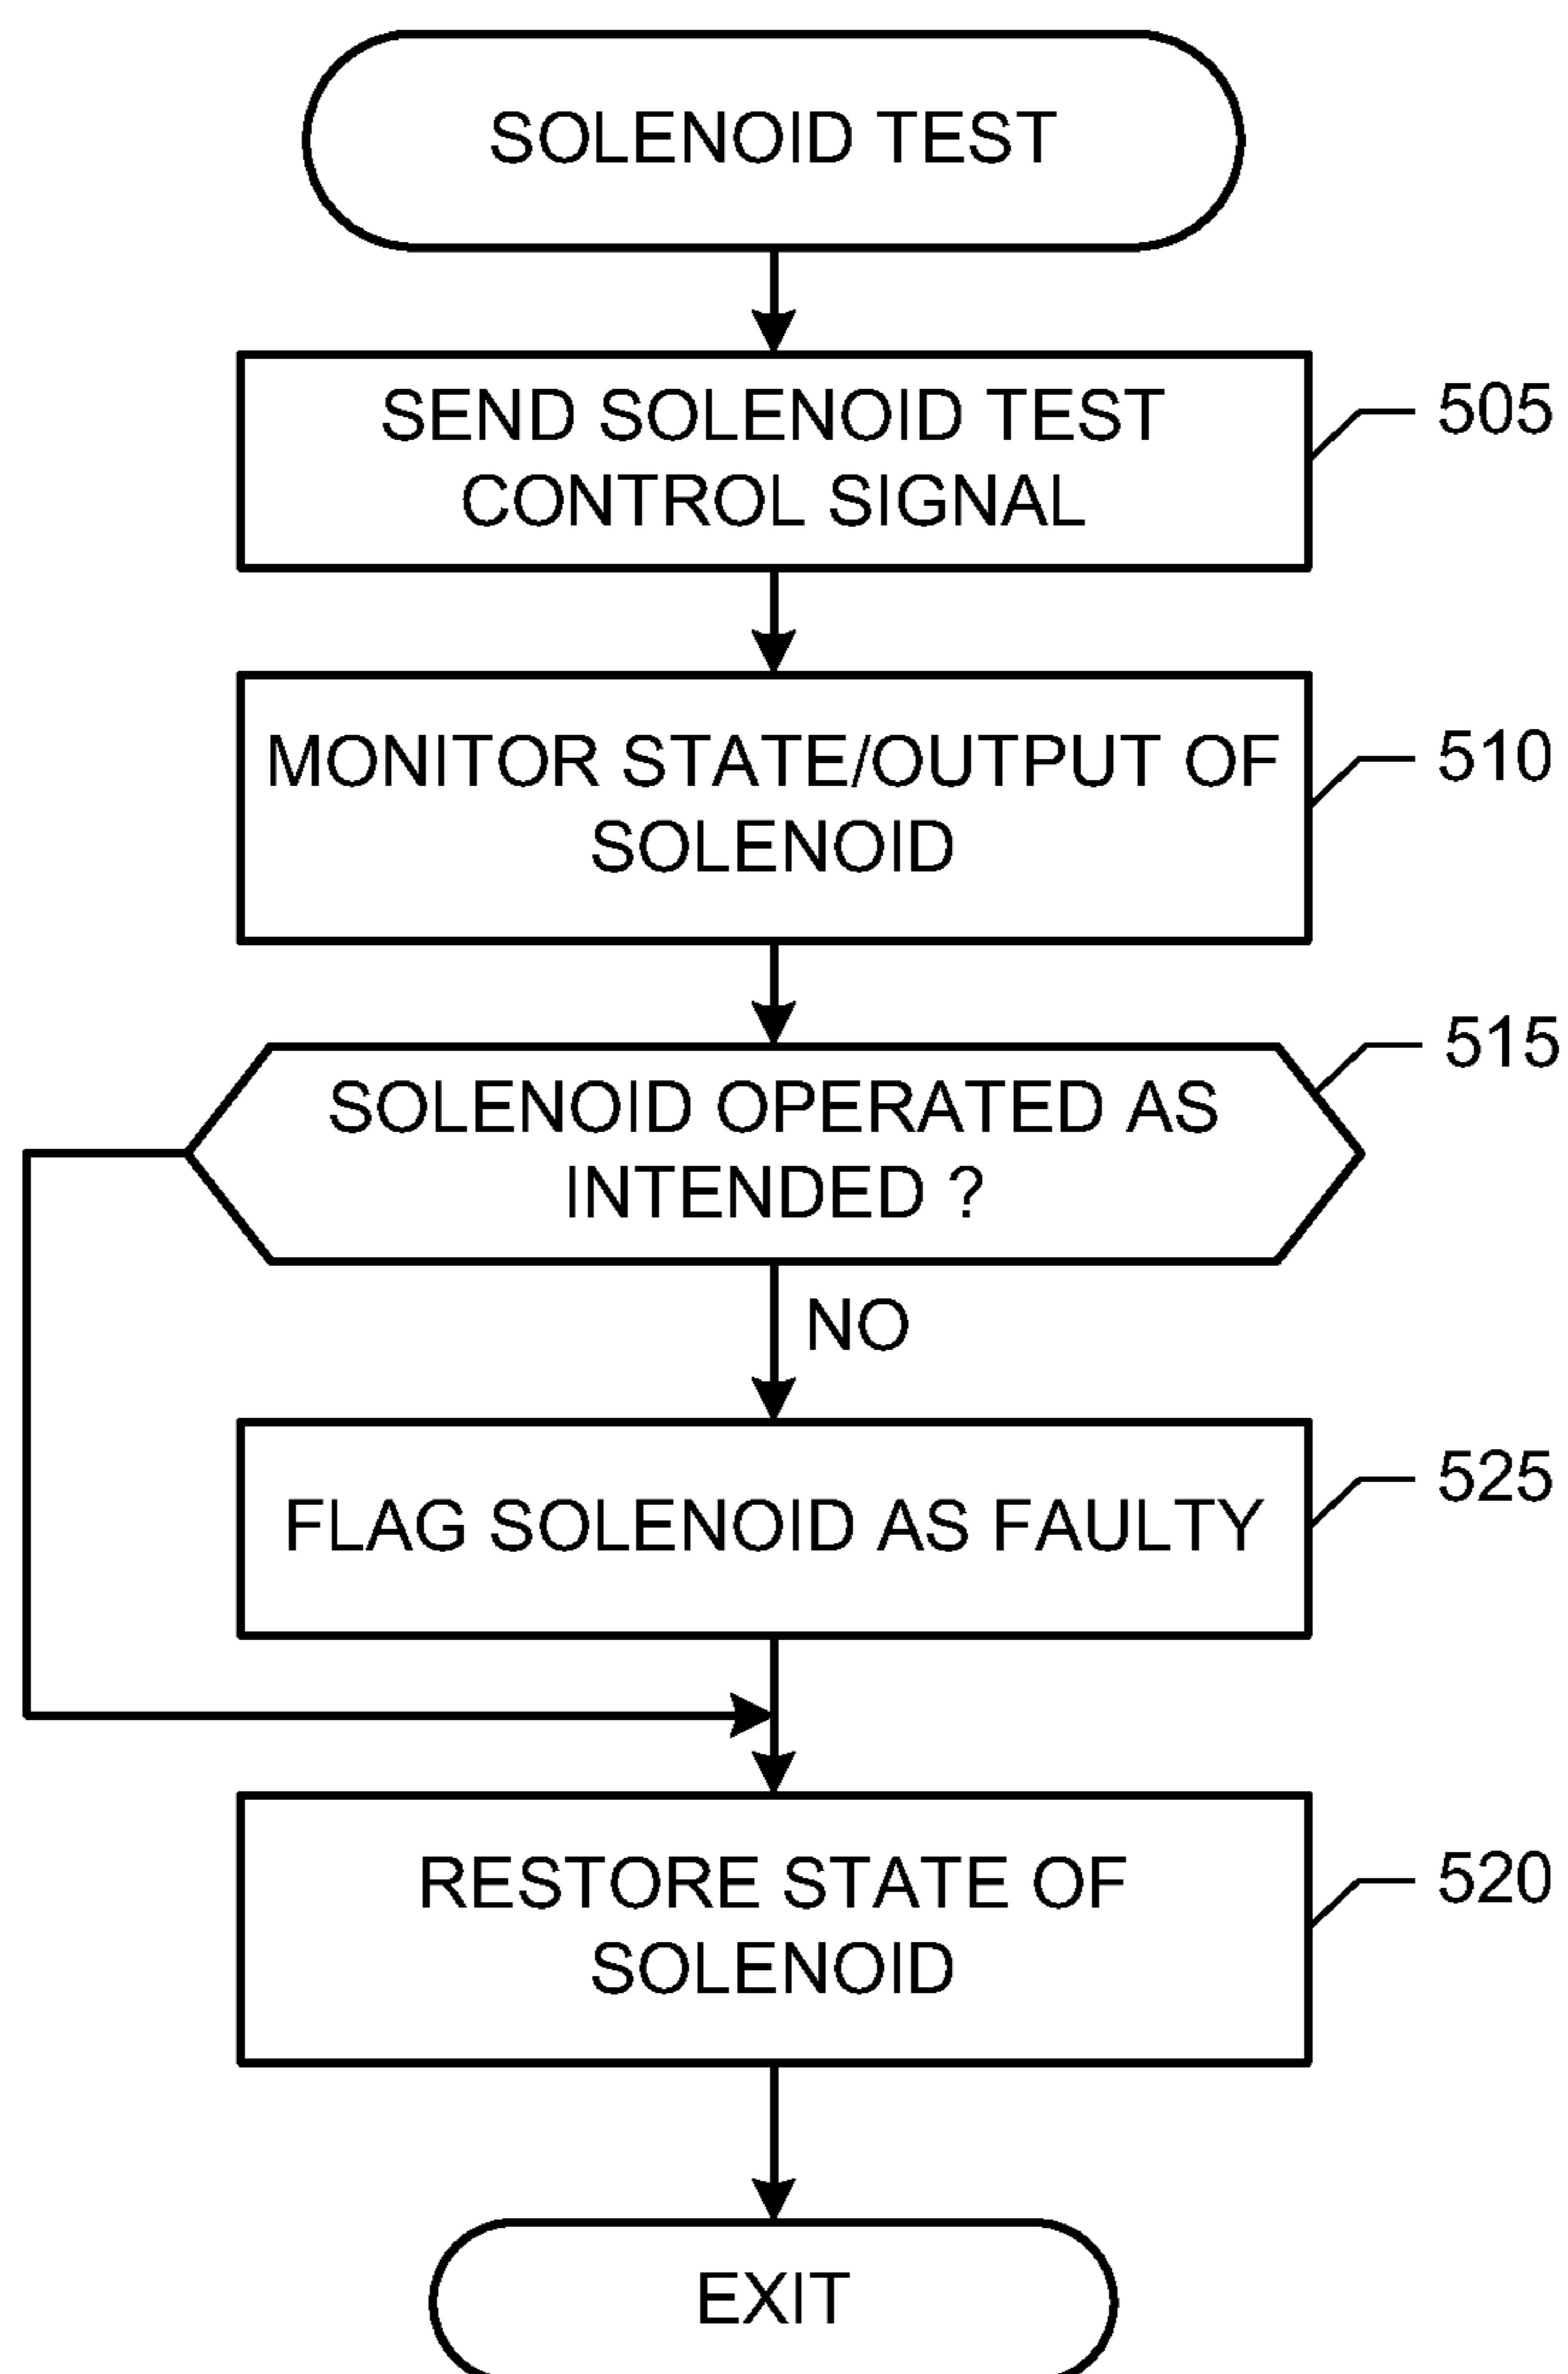 SOLENOID TEST
SEND SOLENOID TEST
CONTROL SIGNAL
505
MONITOR STATE/OUTPUT OF
SOLENOID
510
SOLENOID OPERATED AS
INTENDED ?
515
NO
FLAG SOLENOID AS FAULTY
525
RESTORE STATE OF
SOLENOID
520
EXIT